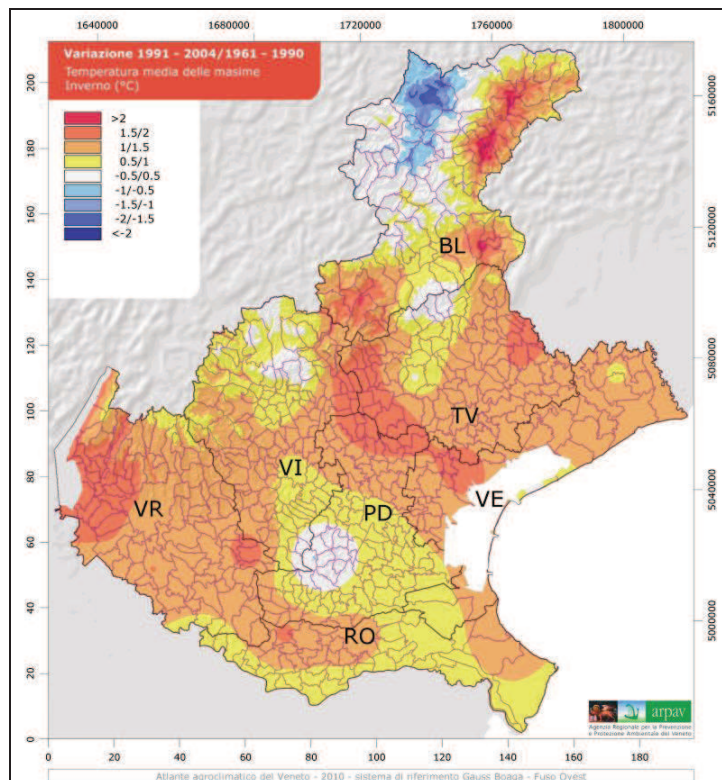 1640000 1680000 1720000 1760000 1800000
Variazione 1991 - 2004/1961 - 1990
Temperatura media delle masime
Inverno (°C)
>2
1.5/2
1/1.5
0.5/1
-0.5/0.5
-1/-0.5
-1.5/-1
-2/-1.5
<-2
200
180
160
140
120
100
80
60
40
20
0
5160000
5120000
5080000
5040000
5000000
BL
TV
VI
VE
VR
PD
RO
arpav
Agenzia Regionale per la Prevenzione
e Protezione Ambientale del Veneto
0 20 40 60 80 100 120 140 160 180
Atlante agroclimatico del Veneto - 2010 - sistema di riferimento Gauss Boaga - Fuso Ovest